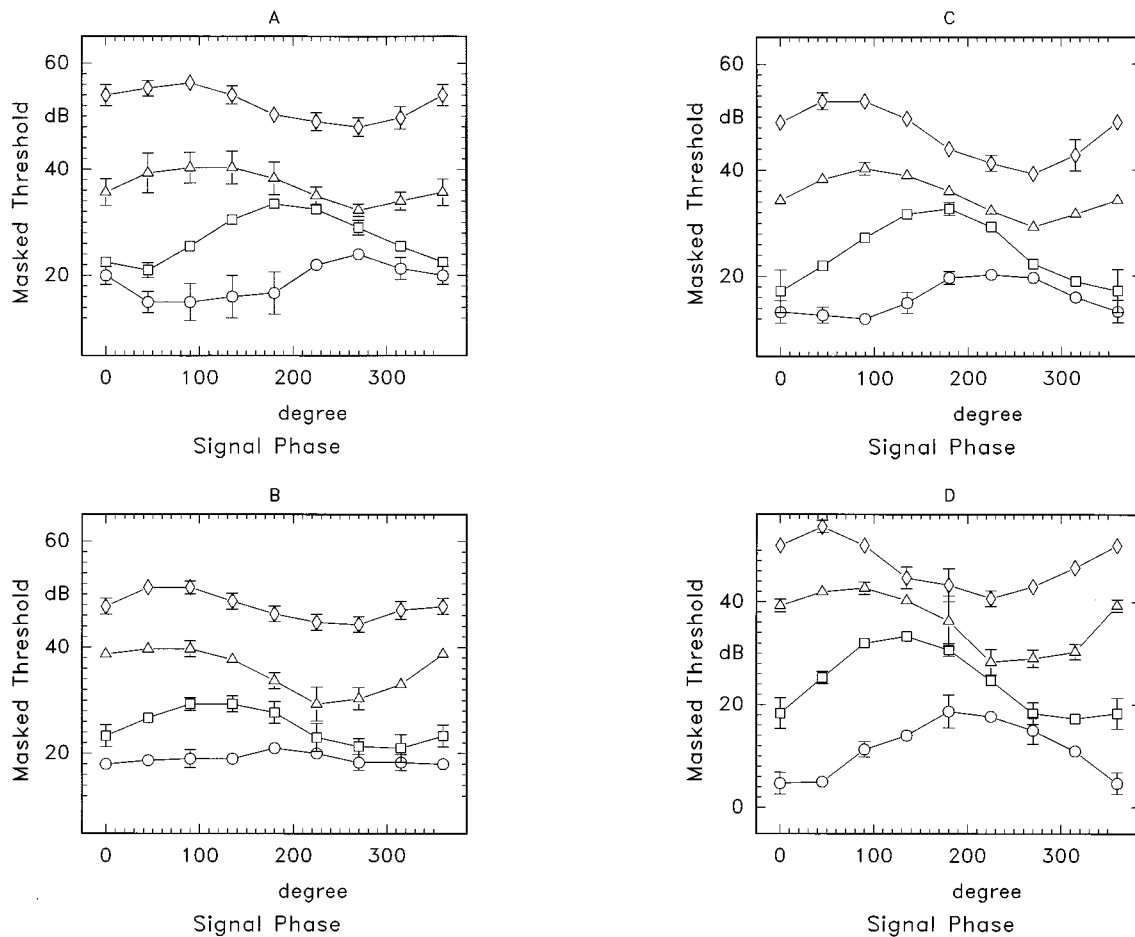 A
Masked Threshold
60
dB
40
20
0 100 200 300
degree
Signal Phase
C
Masked Threshold
60
dB
40
20
0 100 200 300
degree
Signal Phase
B
Masked Threshold
60
dB
40
20
0 100 200 300
degree
Signal Phase
D
Masked Threshold
40
dB
20
0
0 100 200 300
degree
Signal Phase